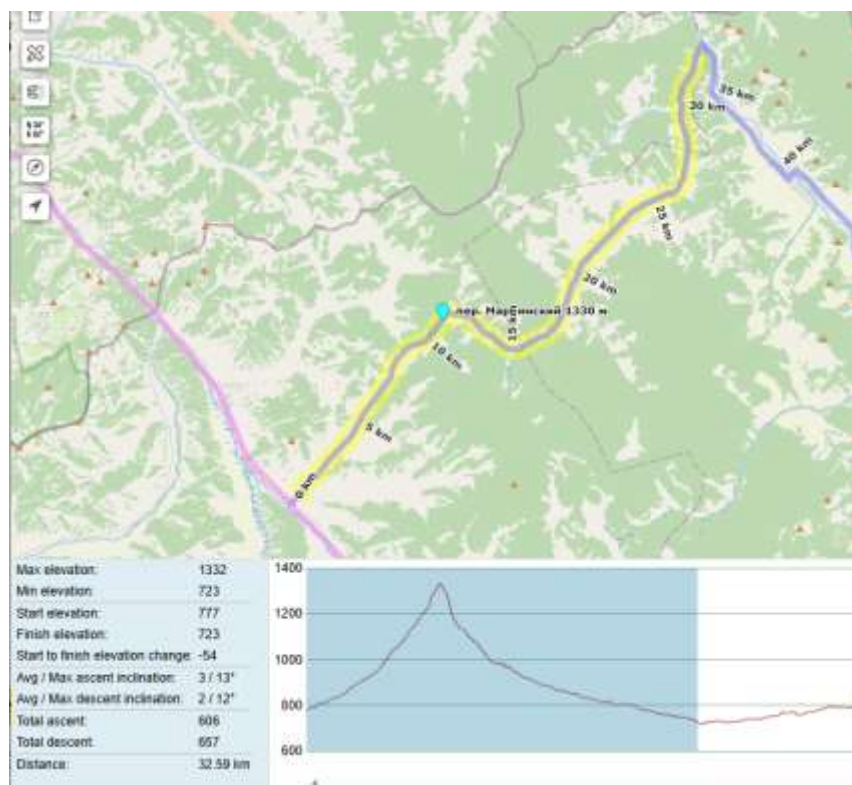 30 km
35 km
40 km
25 km
20 km
пер. Марьинский 1330 м
15 km
10 km
5 km
0 km
Max elevation: 1332
Min elevation: 723
Start elevation: 777
Finish elevation: 723
Start to finish elevation change: -54
Avg / Max ascent inclination: 3 / 13°
Avg / Max descent inclination: 2 / 12°
Total ascent: 606
Total descent: 657
Distance: 32.59 km
1400
1200
1000
800
600